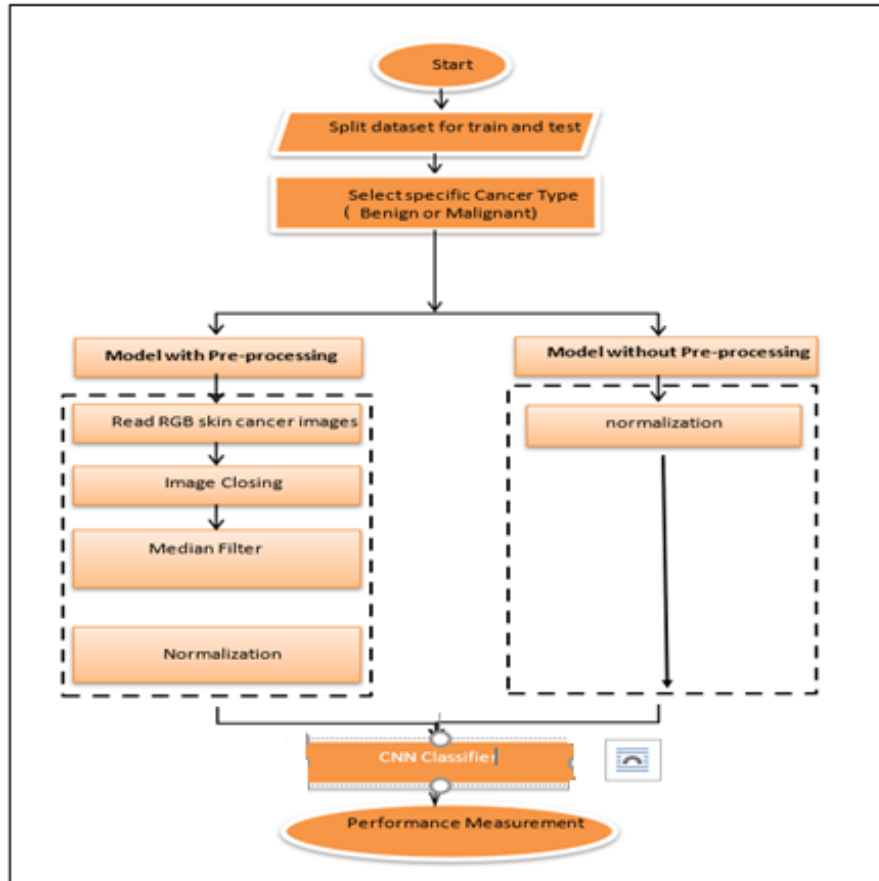 Start
Split dataset for train and test
Select specific Cancer Type
( Benign or Malignant)
Model with Pre-processing
Read RGB skin cancer images
Image Closing
Median Filter
Normalization
Model without Pre-processing
normalization
CNN Classifier
Performance Measurement